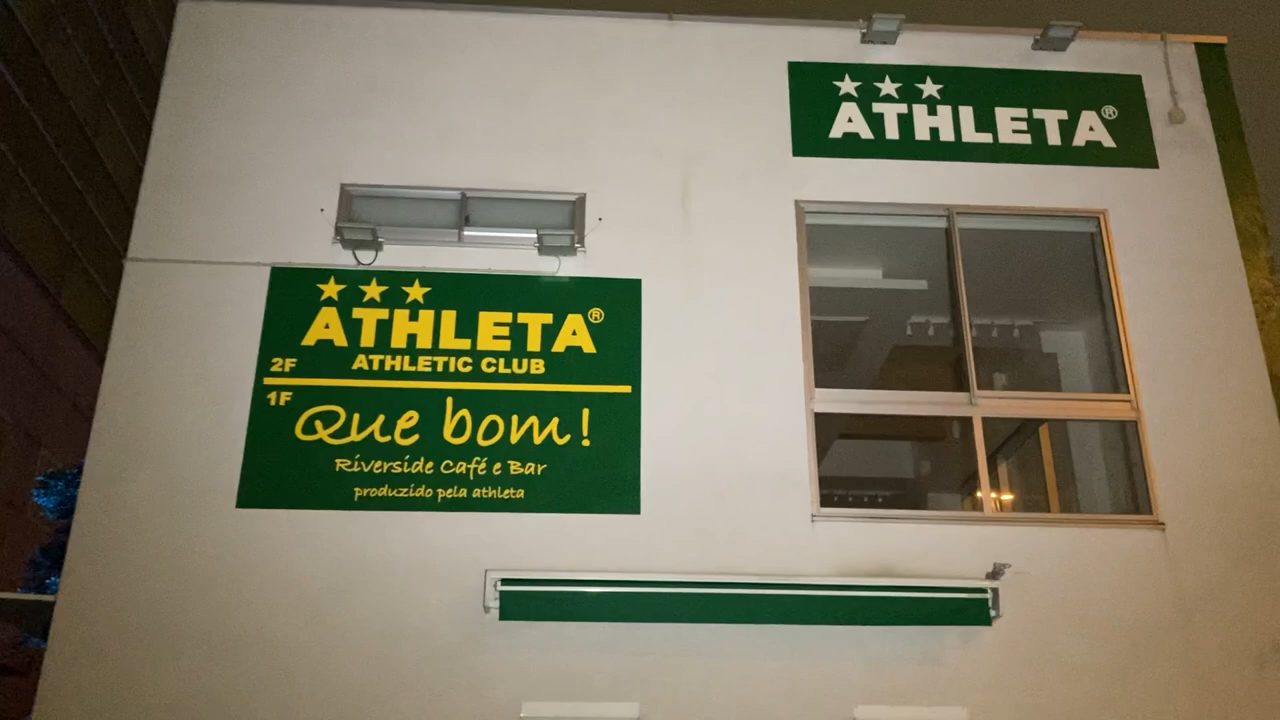 ATHLETA®
ATHLETA®
2F ATHLETIC CLUB
1F Que bom!
Riverside Café e Bar
produzido pela athleta